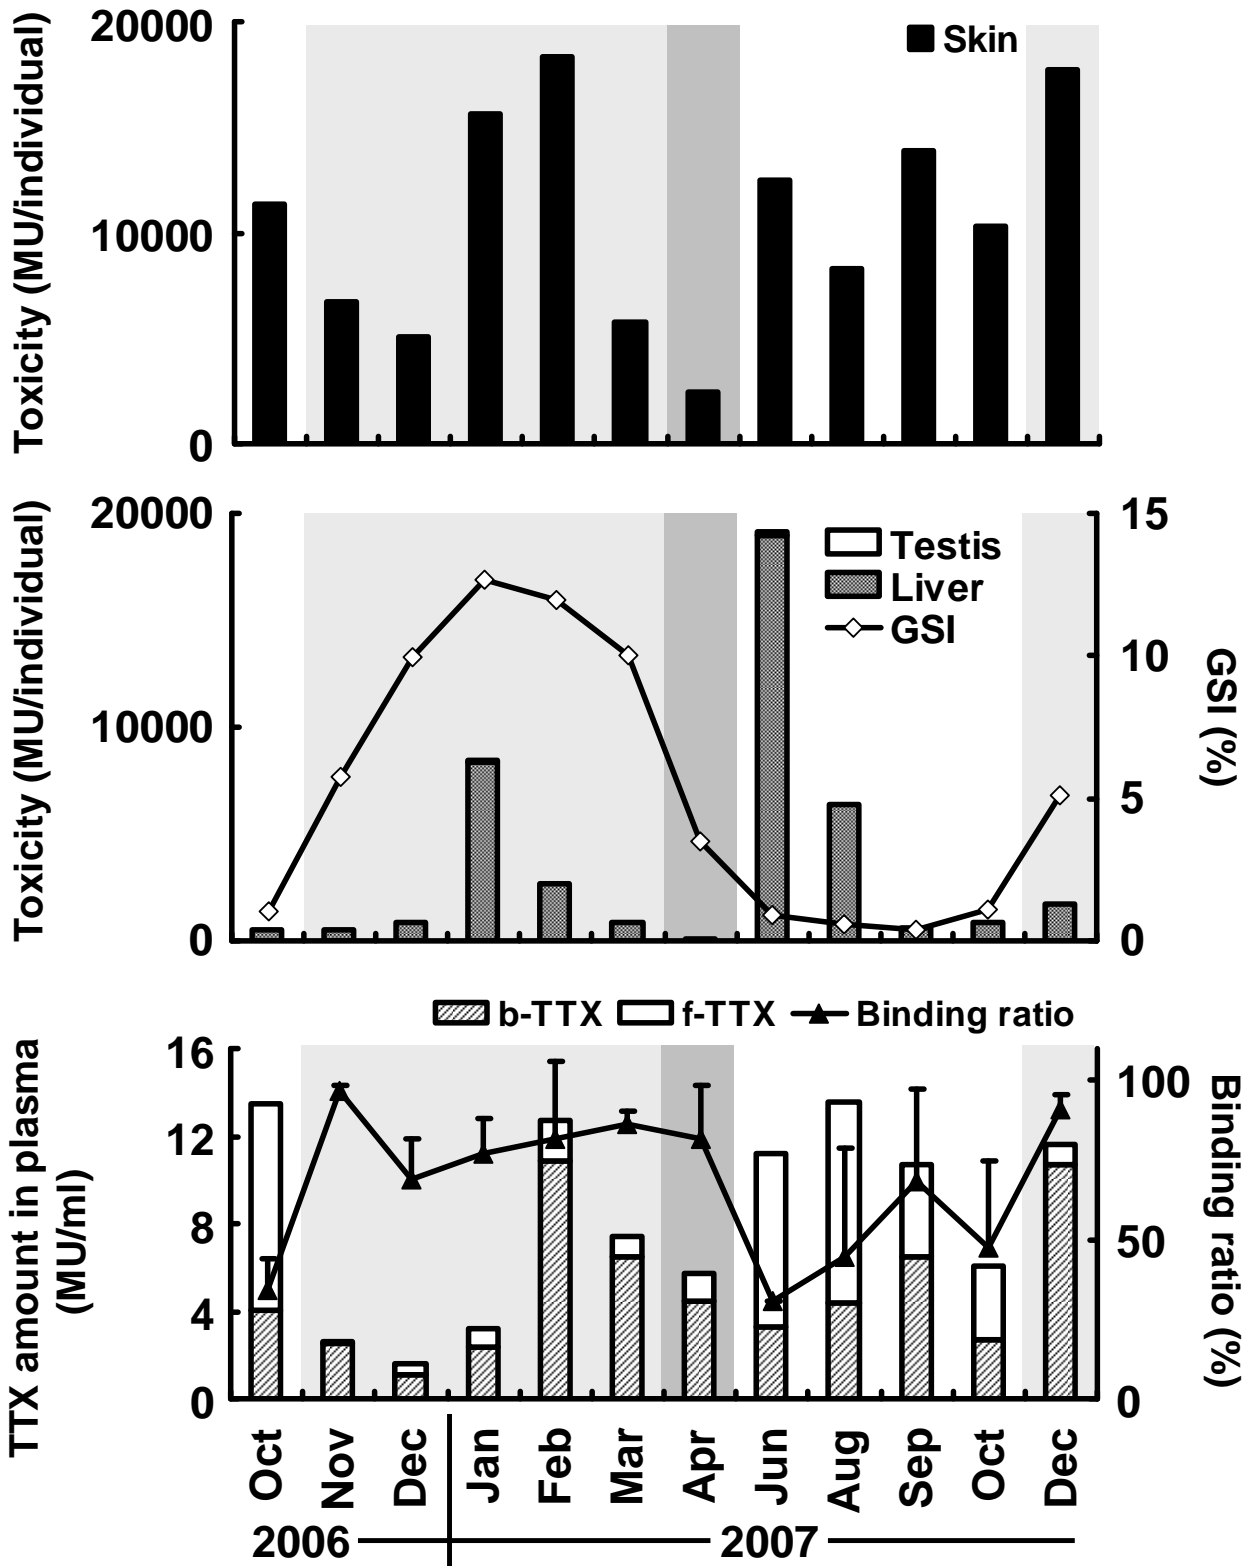 Toxicity (MU/individual)
20000
10000
0
Skin
Toxicity (MU/individual)
20000
10000
0
Testis
Liver
GSI
15
10
5
0
GSI (%)
b-TTX f-TTX Binding ratio
TTX amount in plasma
(MU/ml)
16
12
8
4
0
100
50
0
Binding ratio (%)
Oct Nov Dec Jan Feb Mar Apr Jun Aug Sep Oct Dec
2006 2007